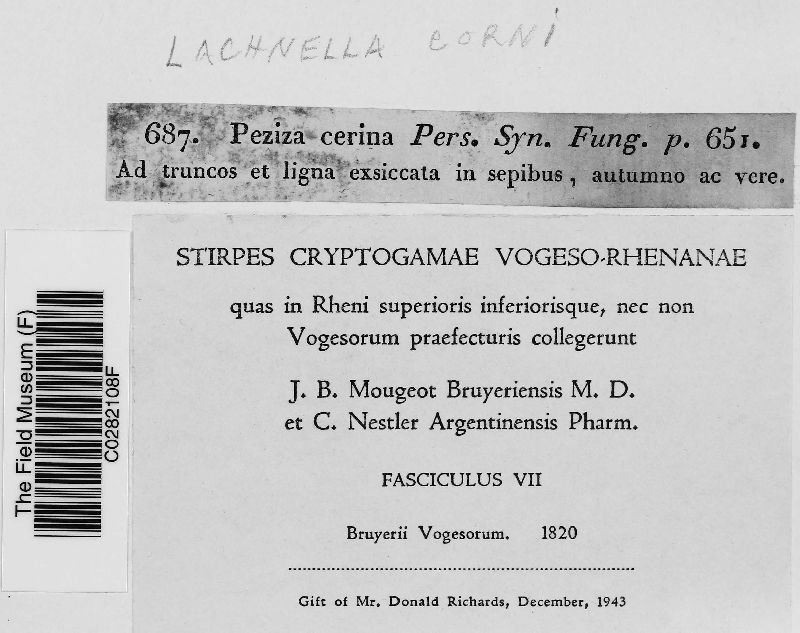 LACHNELLA CORNI
687. Peziza cerina Pers. Syn. Fung. p. 651.
Ad truncos et ligna exsiccata in sepibus, autumno ac vere.
STIRPES CRYPTOGAMAE VOGESO-RHENANAE
quas in Rheni superioris inferiorisque, nec non
Vogesorum praefecturis collegerunt
J. B. Mougeot Bruyeriensis M. D.
et C. Nestler Argentinensis Pharm.
FASCICULUS VII
Bruyerii Vogesorum. 1820
Gift of Mr. Donald Richards, December, 1943
The Field Museum (F)
C0282108F